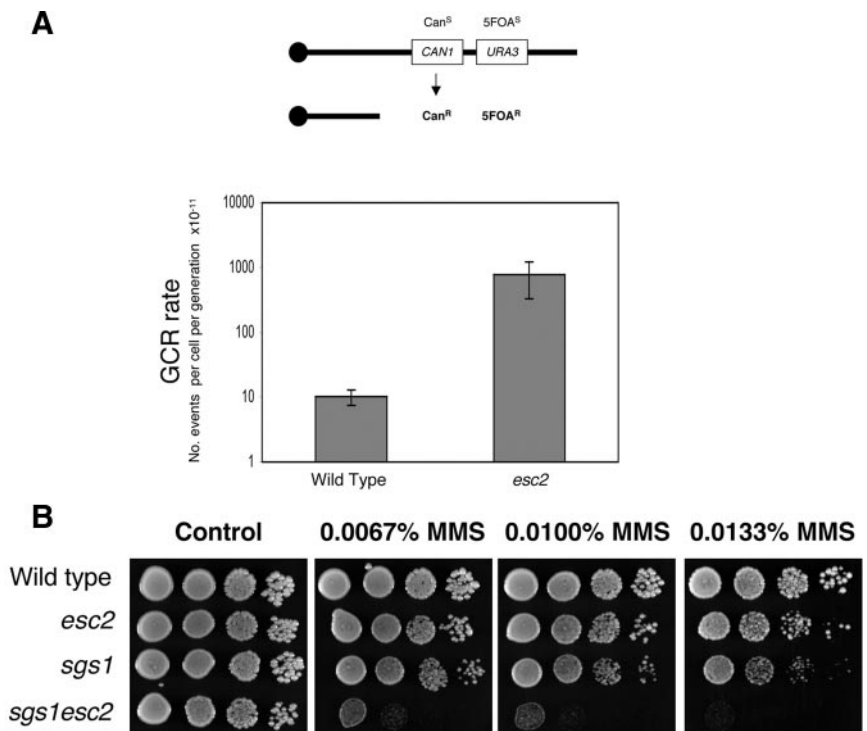 A
Can^S 5FOA^S
CAN1 URA3
Can^R 5FOA^R
GCR rate
No. events per cell per generation x10^-11
10000
1000
100
10
1
Wild Type esc2
B
Control 0.0067% MMS 0.0100% MMS 0.0133% MMS
Wild type
esc2
sgs1
sgs1esc2